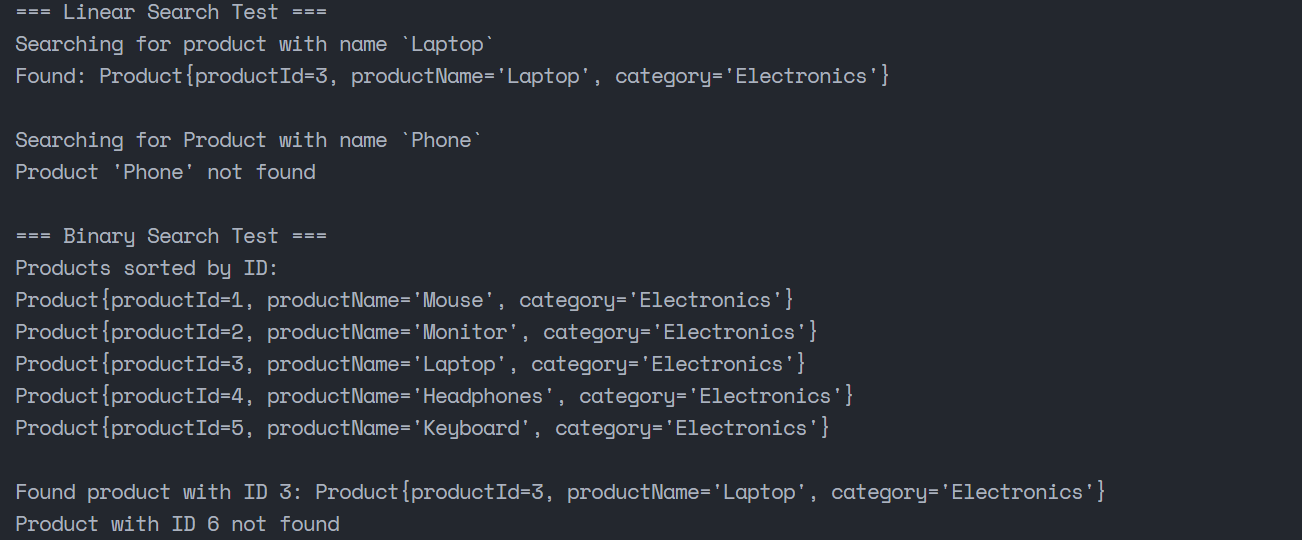 === Linear Search Test ===
Searching for product with name `Laptop`
Found: Product{productId=3, productName='Laptop', category='Electronics'}
Searching for Product with name `Phone`
Product 'Phone' not found
=== Binary Search Test ===
Products sorted by ID:
Product{productId=1, productName='Mouse', category='Electronics'}
Product{productId=2, productName='Monitor', category='Electronics'}
Product{productId=3, productName='Laptop', category='Electronics'}
Product{productId=4, productName='Headphones', category='Electronics'}
Product{productId=5, productName='Keyboard', category='Electronics'}
Found product with ID 3: Product{productId=3, productName='Laptop', category='Electronics'}
Product with ID 6 not found